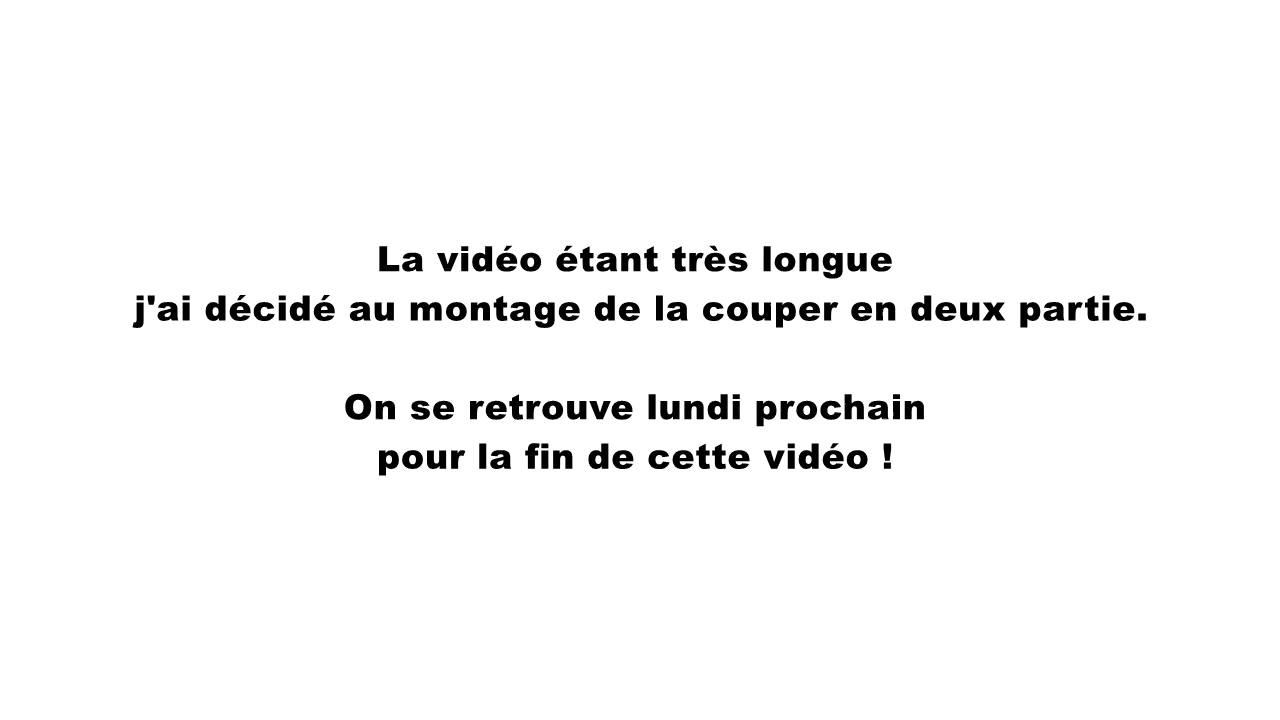 La vidéo étant très longue
j'ai décidé au montage de la couper en deux partie.
On se retrouve lundi prochain
pour la fin de cette vidéo !